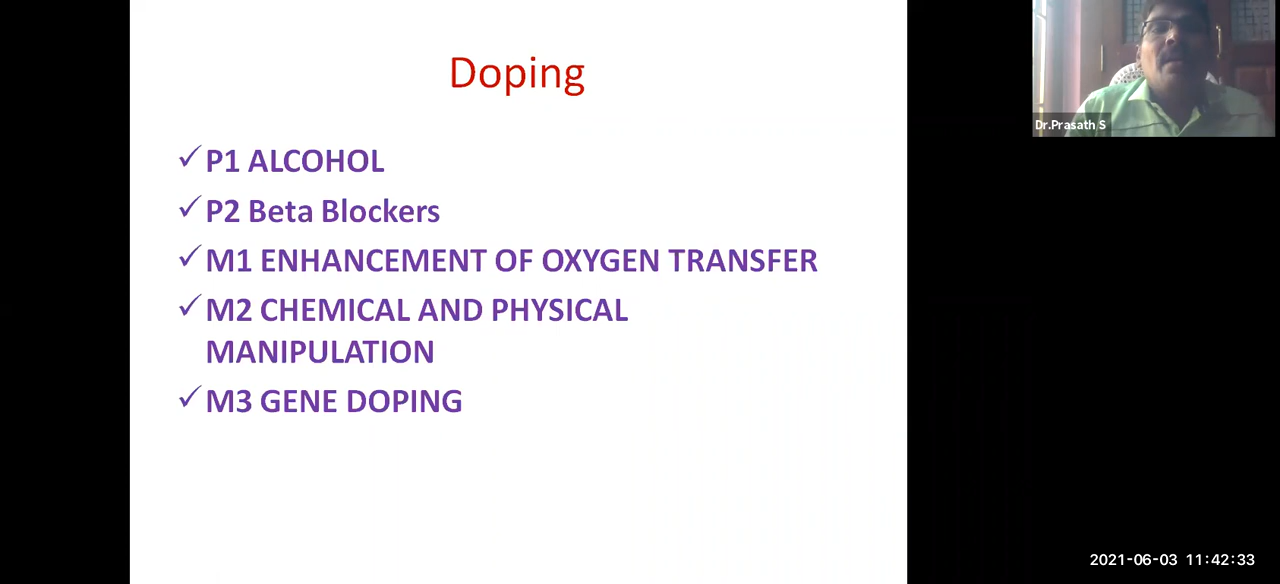 Doping
✓ P1 ALCOHOL
✓ P2 Beta Blockers
✓ M1 ENHANCEMENT OF OXYGEN TRANSFER
✓ M2 CHEMICAL AND PHYSICAL
MANIPULATION
✓ M3 GENE DOPING
Dr.Prasath S
2021-06-03 11:42:33